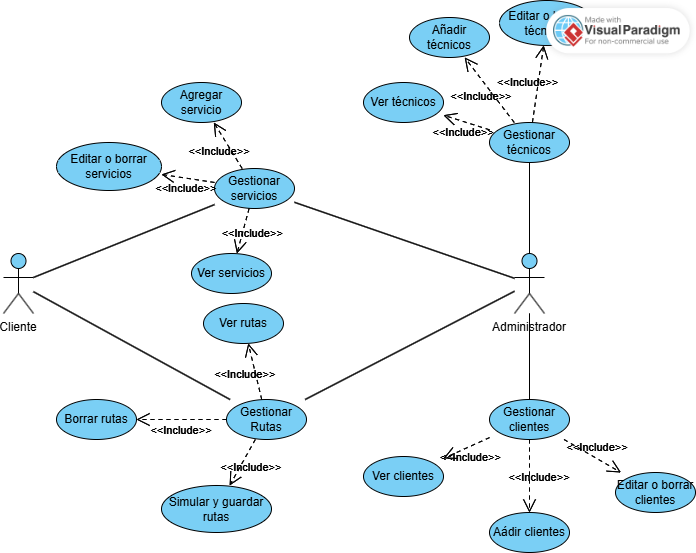 Añadir
técnicos
Editar o b
técn
Made with
Visual Paradigm
For non-commercial use
<<Include>>
<<Include>>
Agregar
servicio
Ver técnicos
<<Include>>
Gestionar
técnicos
<<Include>>
Editar o borrar
servicios
<<Include>>
Gestionar
servicios
<<Include>>
Ver servicios
Cliente
Administrador
Ver rutas
<<Include>>
Borrar rutas
<<Include>>
Gestionar
Rutas
Gestionar
clientes
<<Include>>
Simular y guardar
rutas
<<Include>>
<<Include>>
Ver clientes
<<Include>>
Editar o borrar
clientes
Aádir clientes